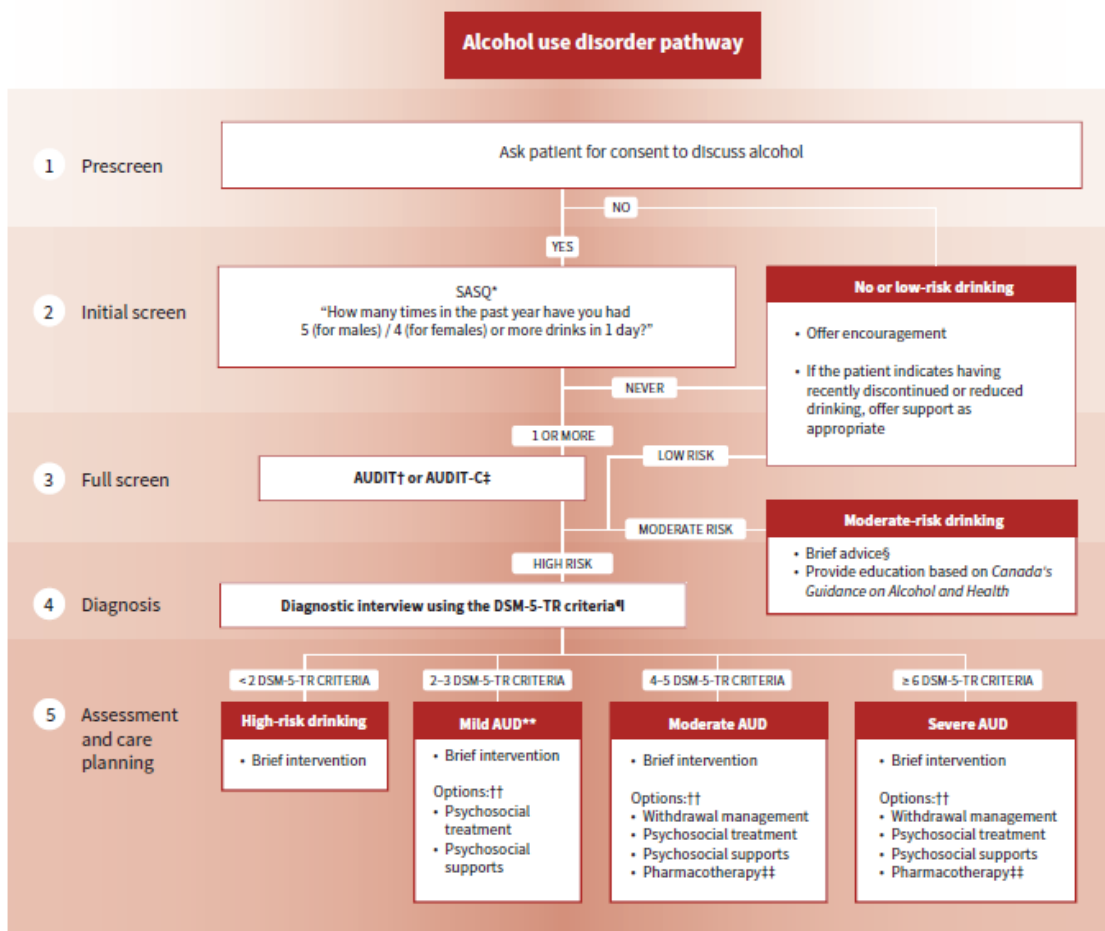 Alcohol use disorder pathway
1 Prescreen
Ask patient for consent to discuss alcohol
NO
YES
2 Initial screen
SASQ*
“How many times in the past year have you had
5 (for males) / 4 (for females) or more drinks in 1 day?”
No or low-risk drinking
• Offer encouragement
• If the patient indicates having
recently discontinued or reduced
drinking, offer support as
appropriate
NEVER
1 OR MORE
LOW RISK
3 Full screen
AUDIT† or AUDIT-C‡
MODERATE RISK
Moderate-risk drinking
• Brief advice§
• Provide education based on Canada's
Guidance on Alcohol and Health
HIGH RISK
4 Diagnosis
Diagnostic interview using the DSM-5-TR criteria¶
< 2 DSM-5-TR CRITERIA
2–3 DSM-5-TR CRITERIA
4–5 DSM-5-TR CRITERIA
≥ 6 DSM-5-TR CRITERIA
5 Assessment
and care
planning
High-risk drinking
• Brief intervention
Mild AUD**
• Brief intervention
Options:††
• Psychosocial
treatment
• Psychosocial
supports
Moderate AUD
• Brief intervention
Options:††
• Withdrawal management
• Psychosocial treatment
• Psychosocial supports
• Pharmacotherapy‡‡
Severe AUD
• Brief intervention
Options:††
• Withdrawal management
• Psychosocial treatment
• Psychosocial supports
• Pharmacotherapy‡‡